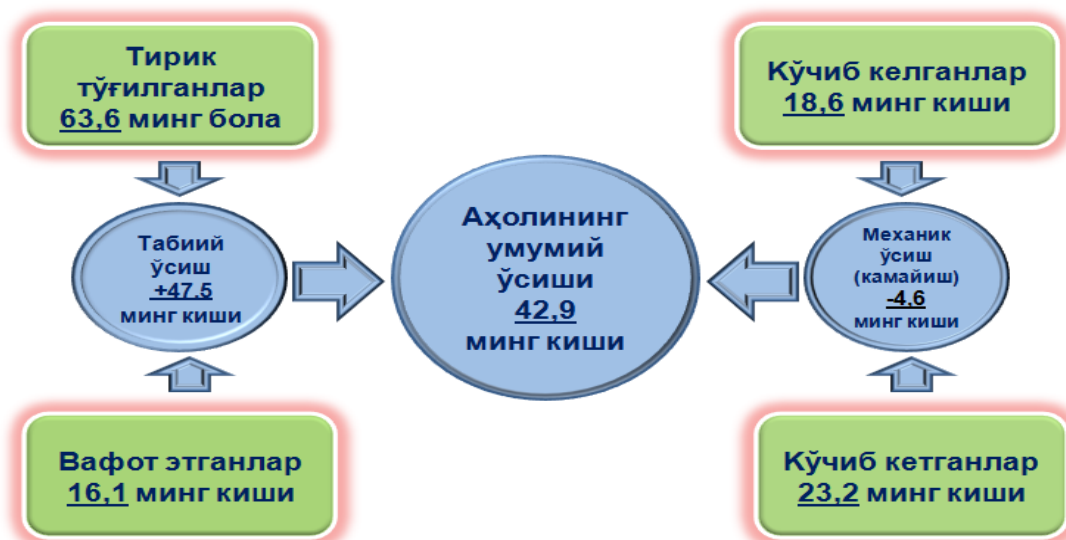 Тирик
тўғилганлар
63,6 минг бола
Кўчиб келганлар
18,6 минг киши
Табиий
ўсиш
+47,5
минг киши
Аҳолининг
умумий
ўсиши
42,9
минг киши
Механик
ўсиш
(камайиш)
-4,6
минг киши
Вафот этганлар
16,1 минг киши
Кўчиб кетганлар
23,2 минг киши